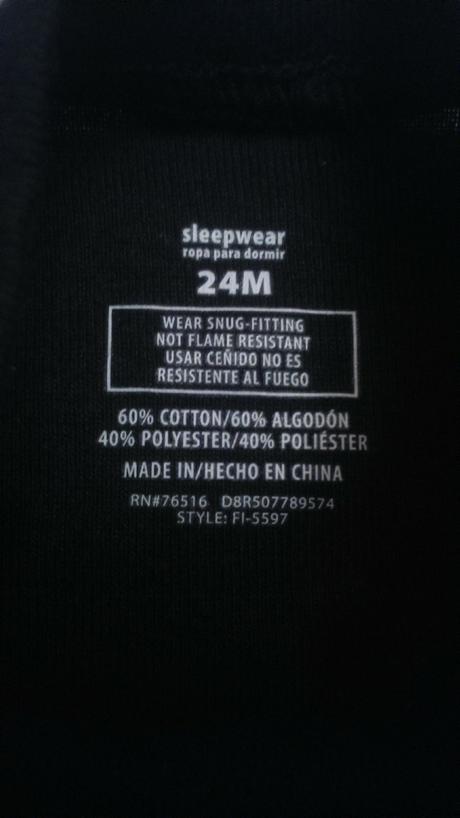 sleepwear
ropa para dormir
24M
WEAR SNUG-FITTING
NOT FLAME RESISTANT
USAR CEÑIDO NO ES
RESISTENTE AL FUEGO
60% COTTON/60% ALGODÓN
40% POLYESTER/40% POLIÉSTER
MADE IN/HECHO EN CHINA
RN#76516 D8R507789574
STYLE: FI-5597